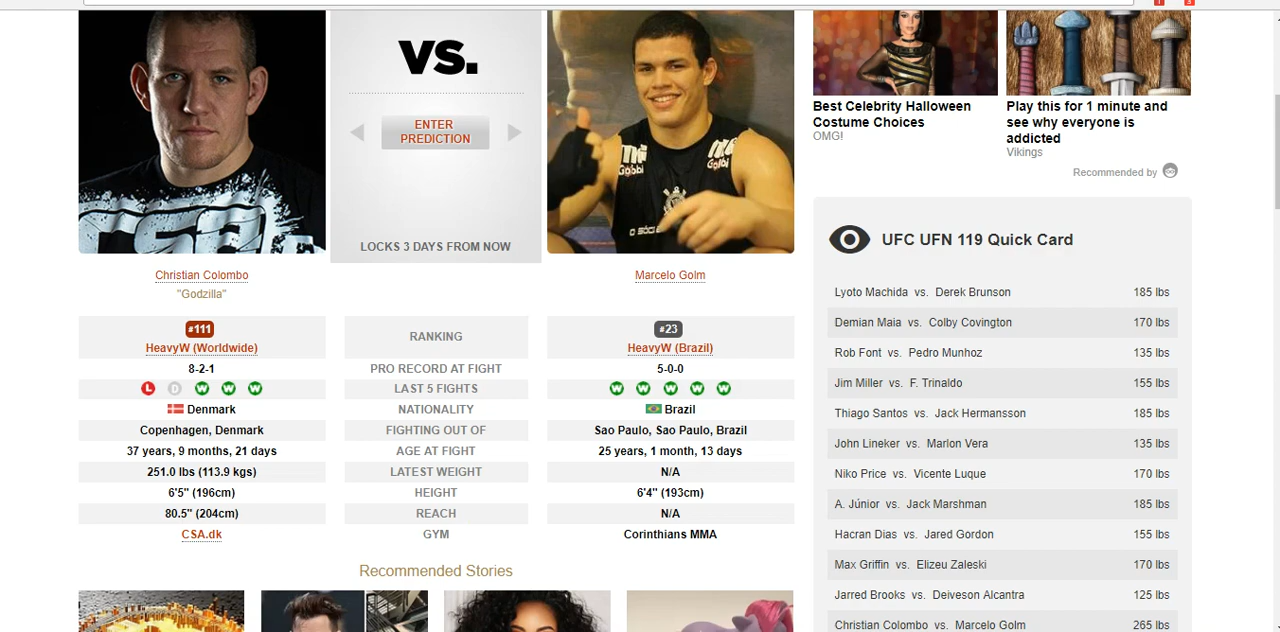 VS.
ENTER
PREDICTION
LOCKS 3 DAYS FROM NOW
Christian Colombo
"Godzilla"
Marcelo Golm
#111 RANKING #23
HeavyW (Worldwide) HeavyW (Brazil)
8-2-1 PRO RECORD AT FIGHT 5-0-0
L D W W W LAST 5 FIGHTS W W W W W
Denmark NATIONALITY Brazil
Copenhagen, Denmark FIGHTING OUT OF Sao Paulo, Sao Paulo, Brazil
37 years, 9 months, 21 days AGE AT FIGHT 25 years, 1 month, 13 days
251.0 lbs (113.9 kgs) LATEST WEIGHT N/A
6'5" (196cm) HEIGHT 6'4" (193cm)
80.5" (204cm) REACH N/A
CSA.dk GYM Corinthians MMA
Recommended Stories
Best Celebrity Halloween
Costume Choices
OMG!
Play this for 1 minute and
see why everyone is
addicted
Vikings
Recommended by
UFC UFN 119 Quick Card
Lyoto Machida vs. Derek Brunson 185 lbs
Demian Maia vs. Colby Covington 170 lbs
Rob Font vs. Pedro Munhoz 135 lbs
Jim Miller vs. F. Trinaldo 155 lbs
Thiago Santos vs. Jack Hermansson 185 lbs
John Lineker vs. Marlon Vera 135 lbs
Niko Price vs. Vicente Luque 170 lbs
A. Júnior vs. Jack Marshman 185 lbs
Hacran Dias vs. Jared Gordon 155 lbs
Max Griffin vs. Elizeu Zaleski 170 lbs
Jarred Brooks vs. Deiveson Alcantra 125 lbs
Christian Colombo vs. Marcelo Golm 265 lbs